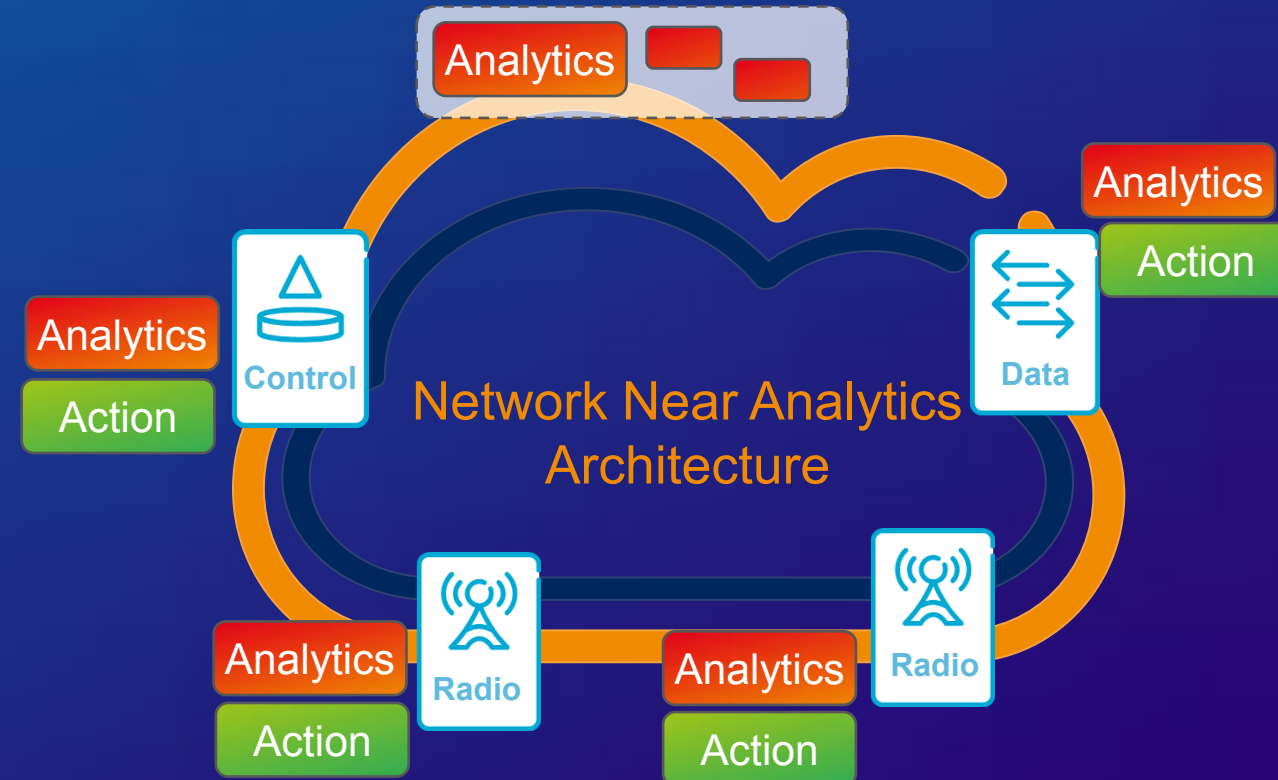 Analytics
Analytics
Action
Analytics
Action
Control
Data
Network Near Analytics
Architecture
Analytics
Action
Radio
Analytics
Action
Radio